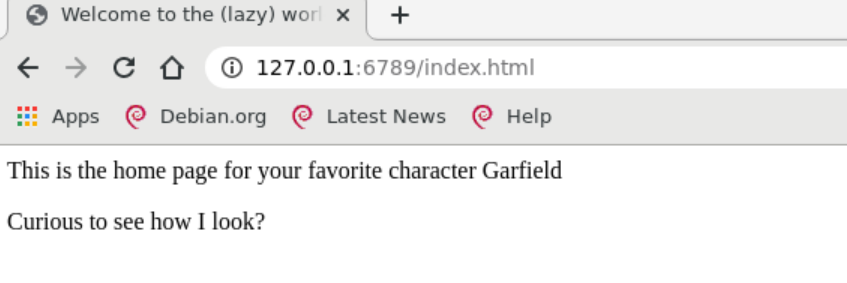 Welcome to the (lazy) worl
127.0.0.1:6789/index.html
Apps Debian.org Latest News Help
This is the home page for your favorite character Garfield
Curious to see how I look?